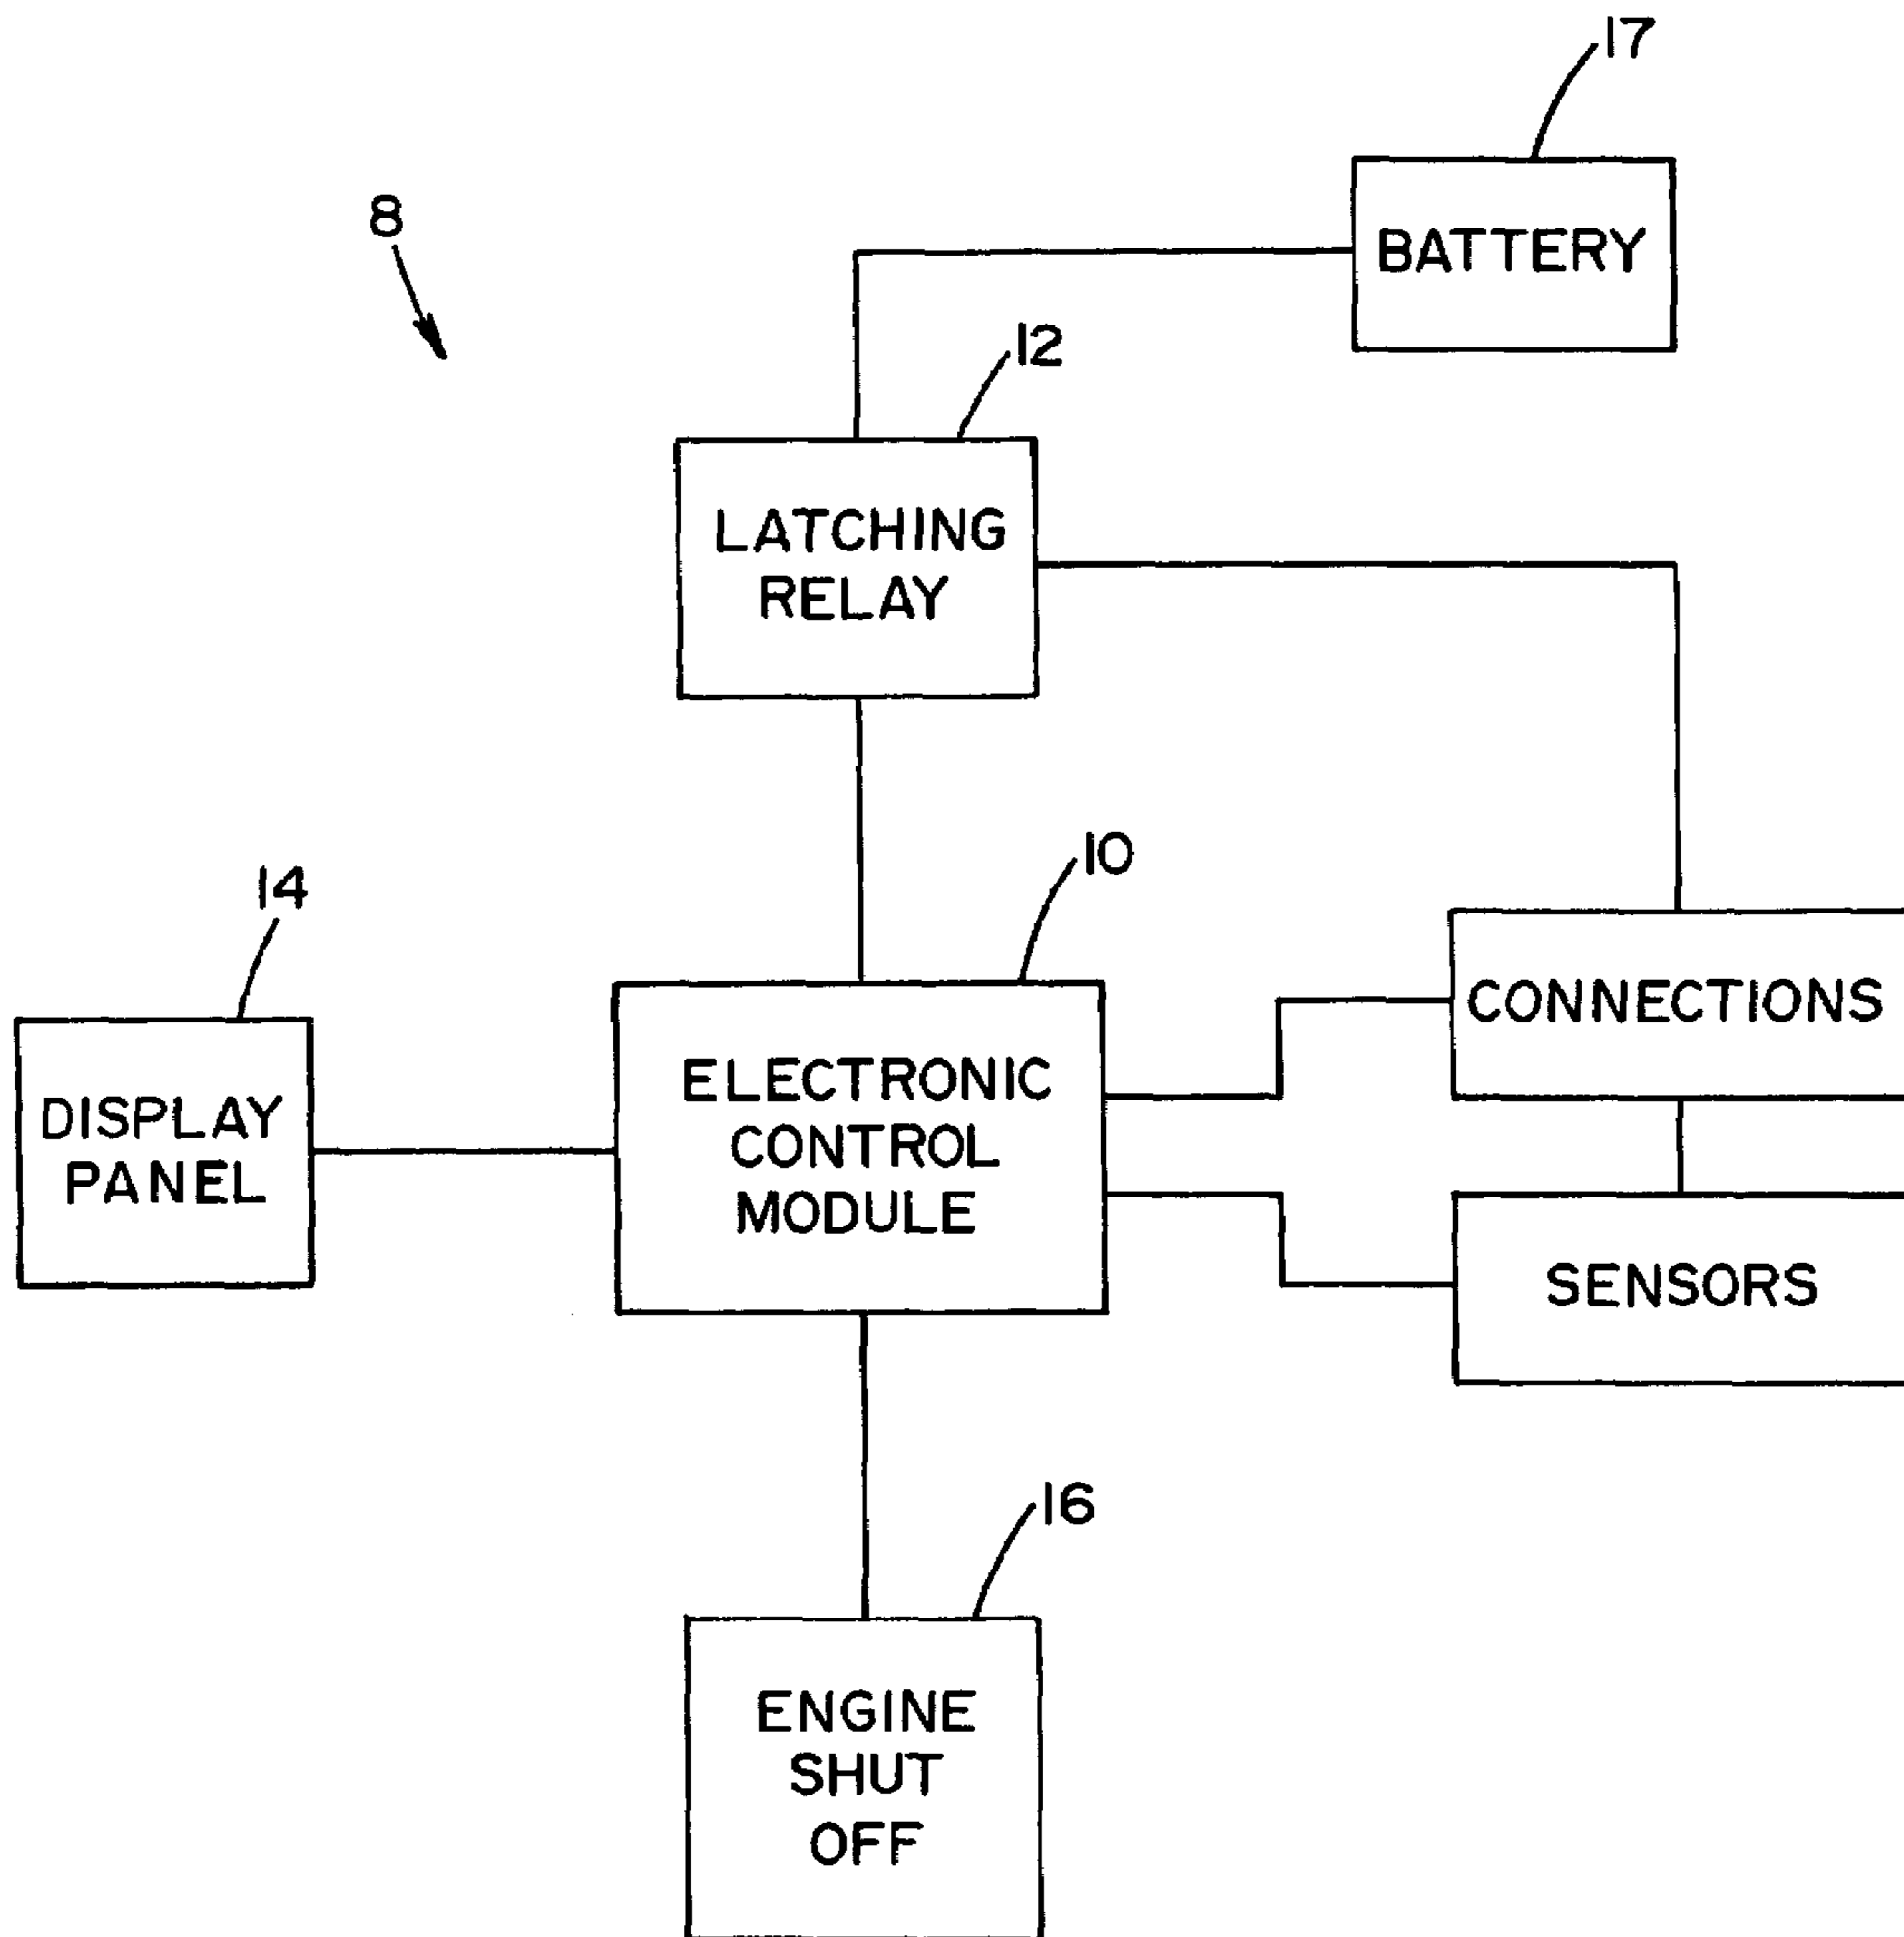 17
BATTERY
8
12
LATCHING
RELAY
10
14
ELECTRONIC
CONTROL
MODULE
CONNECTIONS
DISPLAY
PANEL
SENSORS
16
ENGINE
SHUT
OFF